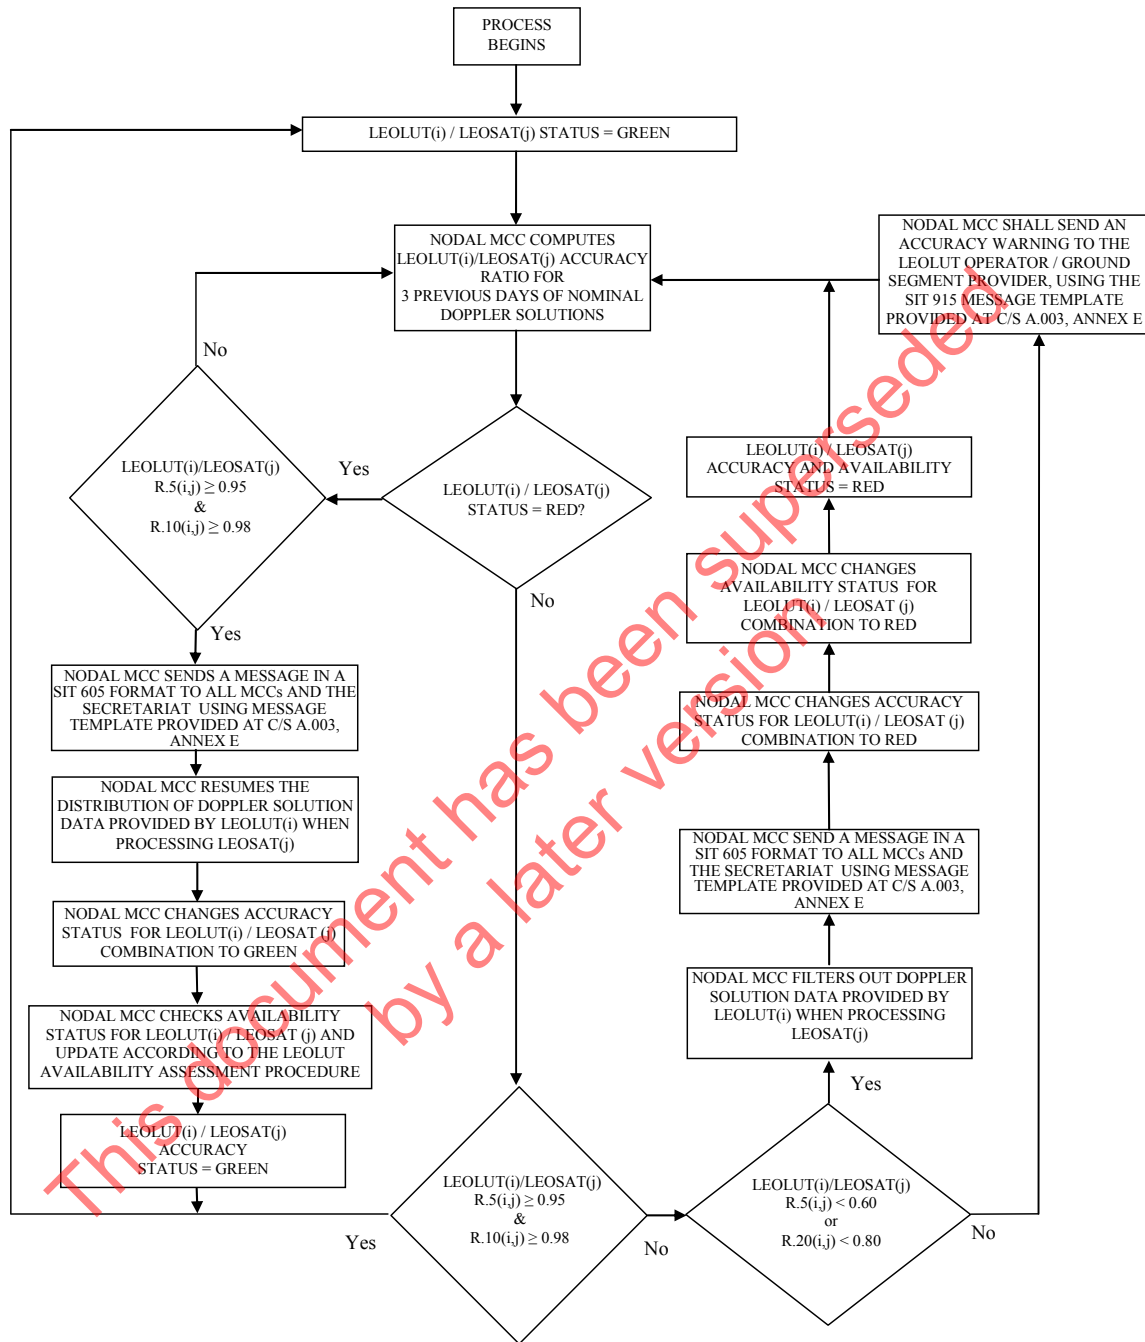 PROCESS
BEGINS
LEOLUT(i) / LEOSAT(j) STATUS = GREEN
NODAL MCC COMPUTES
LEOLUT(i)/LEOSAT(j) ACCURACY
RATIO FOR
3 PREVIOUS DAYS OF NOMINAL
DOPPLER SOLUTIONS
NODAL MCC SHALL SEND AN
ACCURACY WARNING TO THE
LEOLUT OPERATOR / GROUND
SEGMENT PROVIDER, USING THE
SIT 915 MESSAGE TEMPLATE
PROVIDED AT C/S A.003, ANNEX E
No
LEOLUT(i)/LEOSAT(j)
R.5(i,j) ≥ 0.95
&
R.10(i,j) ≥ 0.98
Yes
LEOLUT(i) / LEOSAT(j)
STATUS = RED?
No
Yes
LEOLUT(i) / LEOSAT(j)
ACCURACY AND AVAILABILITY
STATUS = RED
NODAL MCC CHANGES
AVAILABILITY STATUS FOR
LEOLUT(i) / LEOSAT (j)
COMBINATION TO RED
NODAL MCC CHANGES ACCURACY
STATUS FOR LEOLUT(i) / LEOSAT (j)
COMBINATION TO RED
NODAL MCC SEND A MESSAGE IN A
SIT 605 FORMAT TO ALL MCCs AND
THE SECRETARIAT USING MESSAGE
TEMPLATE PROVIDED AT C/S A.003,
ANNEX E
NODAL MCC FILTERS OUT DOPPLER
SOLUTION DATA PROVIDED BY
LEOLUT(i) WHEN PROCESSING
LEOSAT(j)
Yes
NODAL MCC SENDS A MESSAGE IN A
SIT 605 FORMAT TO ALL MCCs AND THE
SECRETARIAT USING MESSAGE
TEMPLATE PROVIDED AT C/S A.003,
ANNEX E
NODAL MCC RESUMES THE
DISTRIBUTION OF DOPPLER SOLUTION
DATA PROVIDED BY LEOLUT(i) WHEN
PROCESSING LEOSAT(j)
NODAL MCC CHANGES ACCURACY
STATUS FOR LEOLUT(i) / LEOSAT (j)
COMBINATION TO GREEN
NODAL MCC CHECKS AVAILABILITY
STATUS FOR LEOLUT(i) / LEOSAT (j) AND
UPDATE ACCORDING TO THE LEOLUT
AVAILABILITY ASSESSMENT PROCEDURE
LEOLUT(i) / LEOSAT(j)
ACCURACY
STATUS = GREEN
Yes
LEOLUT(i)/LEOSAT(j)
R.5(i,j) ≥ 0.95
&
R.10(i,j) ≥ 0.98
No
LEOLUT(i)/LEOSAT(j)
R.5(i,j) < 0.60
or
R.20(i,j) < 0.80
No
This document has been superseded
by a later version